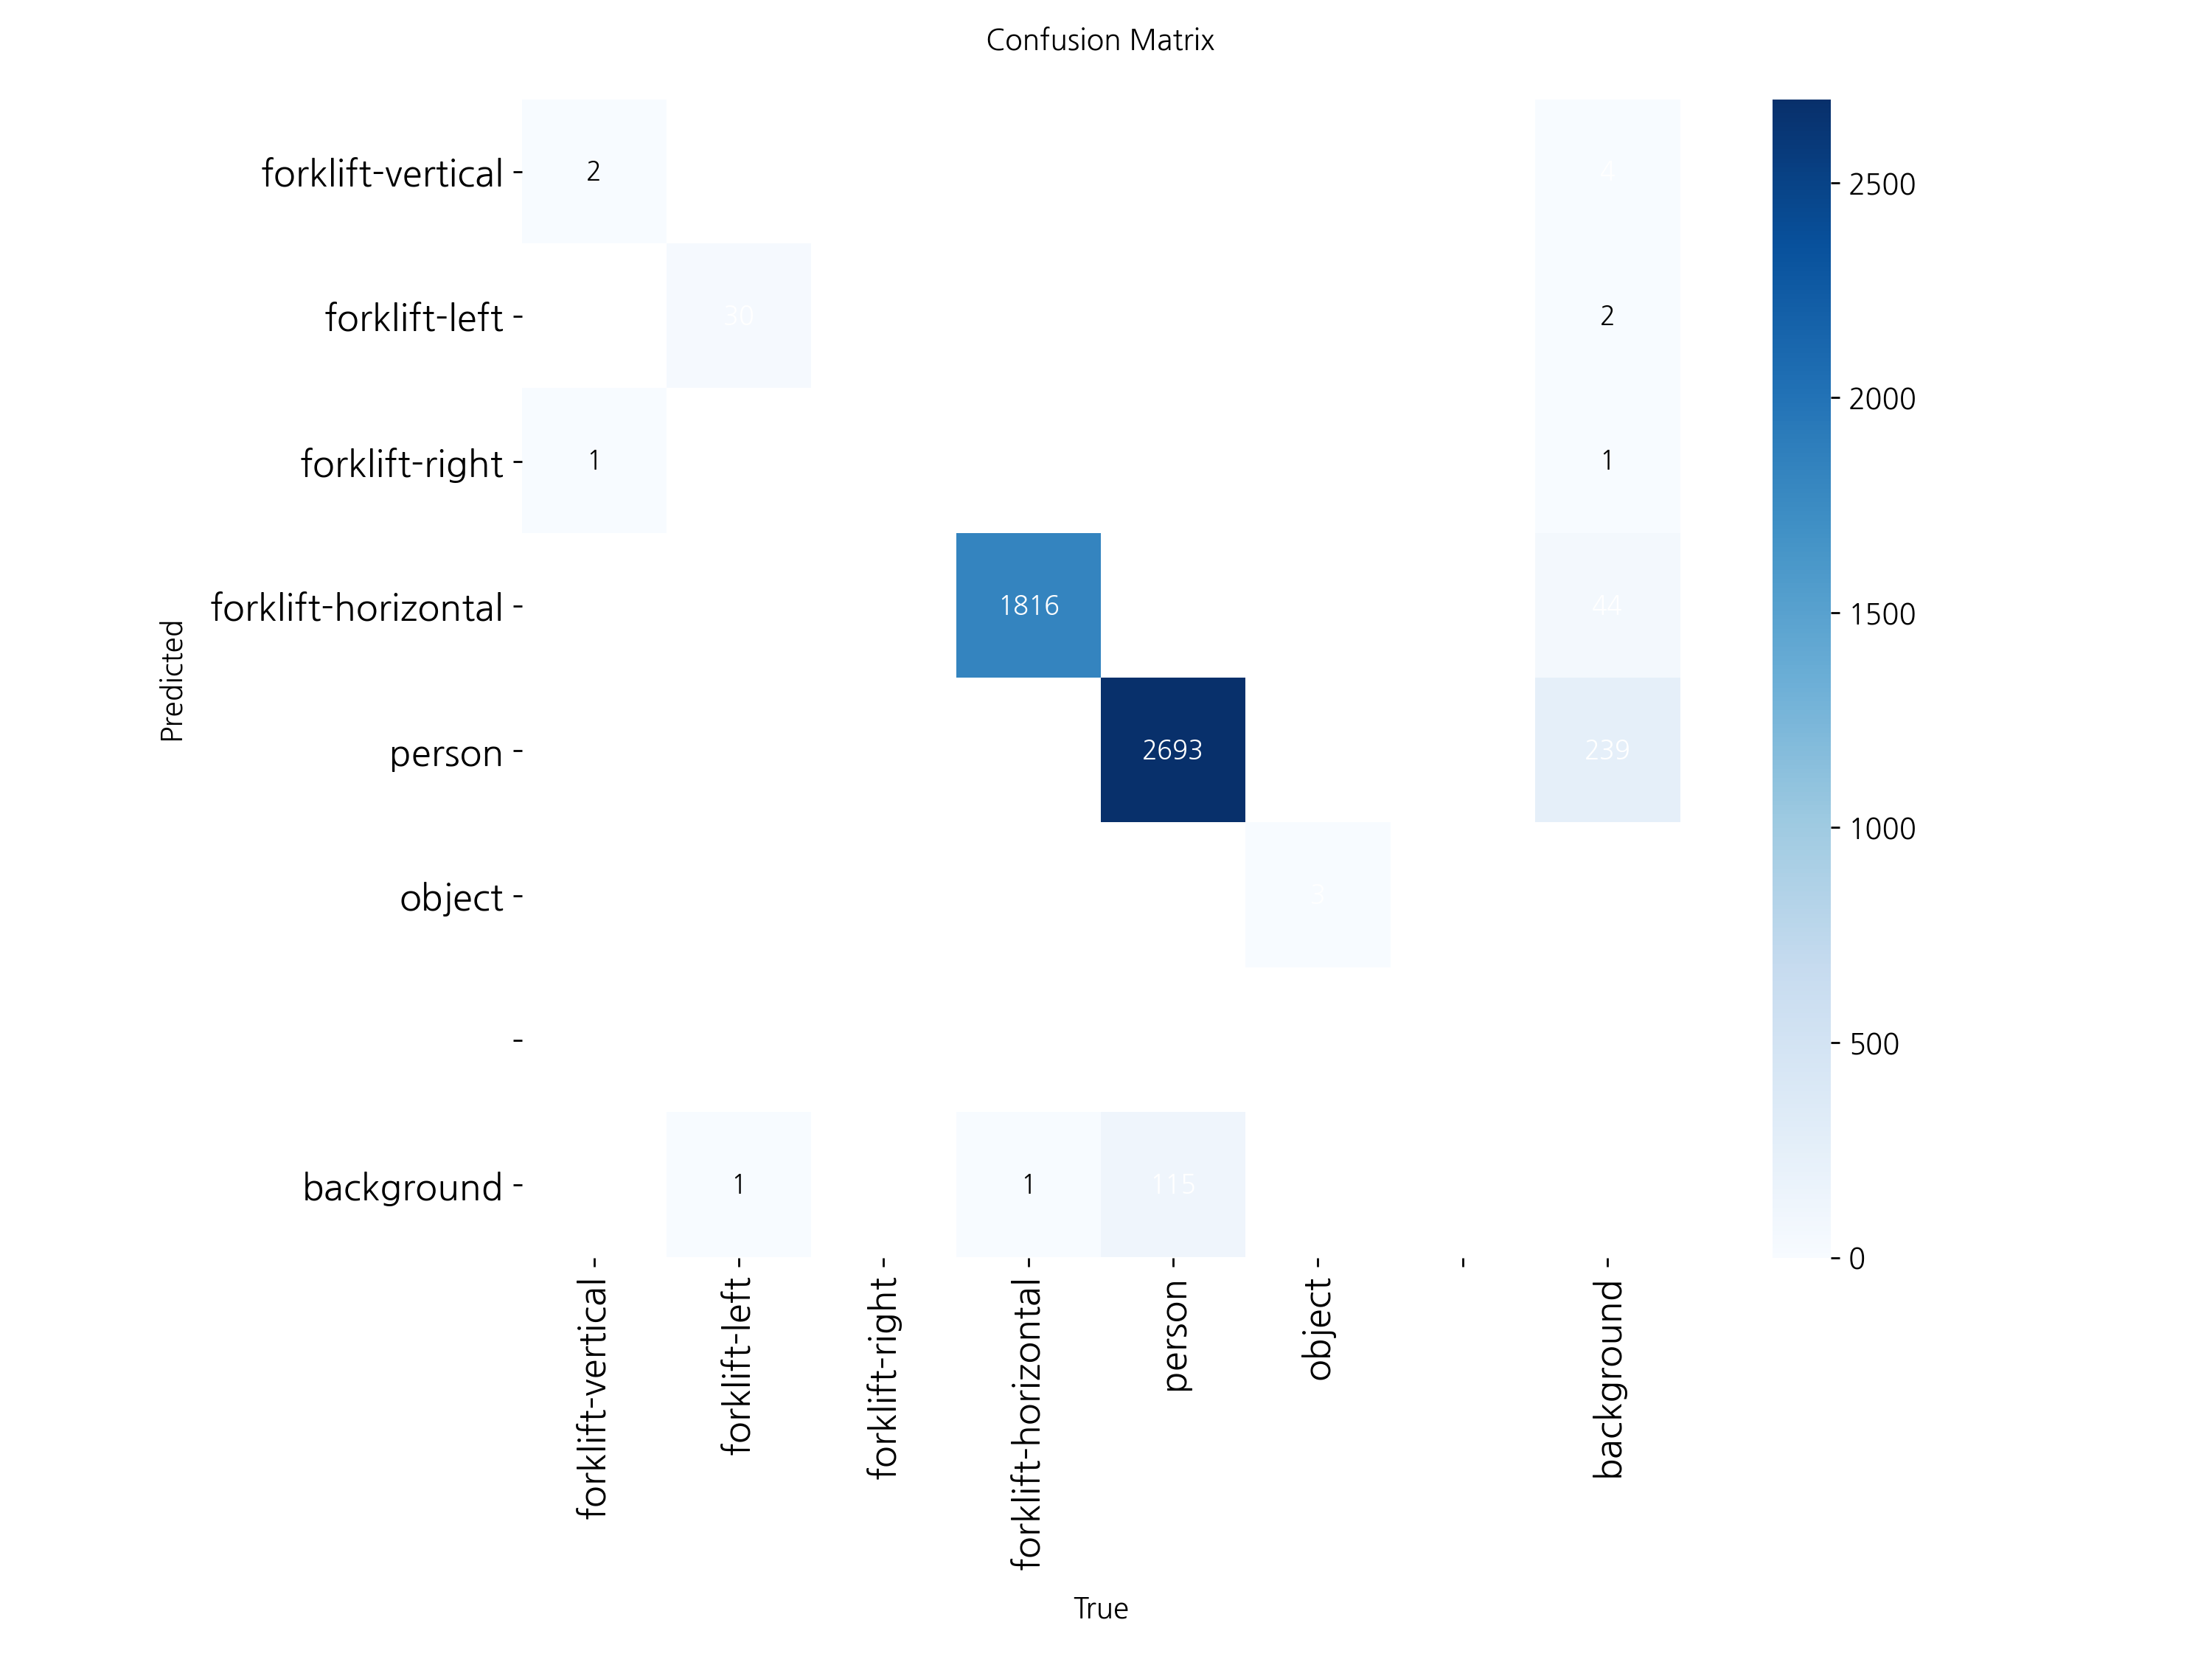 Confusion Matrix
forklift-vertical
2
4
2500
forklift-left
30
2
2000
forklift-right
1
1
forklift-horizontal
1816
44
1500
Predicted
person
2693
239
1000
object
3
500
background
1
1
115
0
forklift-vertical
forklift-left
forklift-right
forklift-horizontal
person
object
background
True